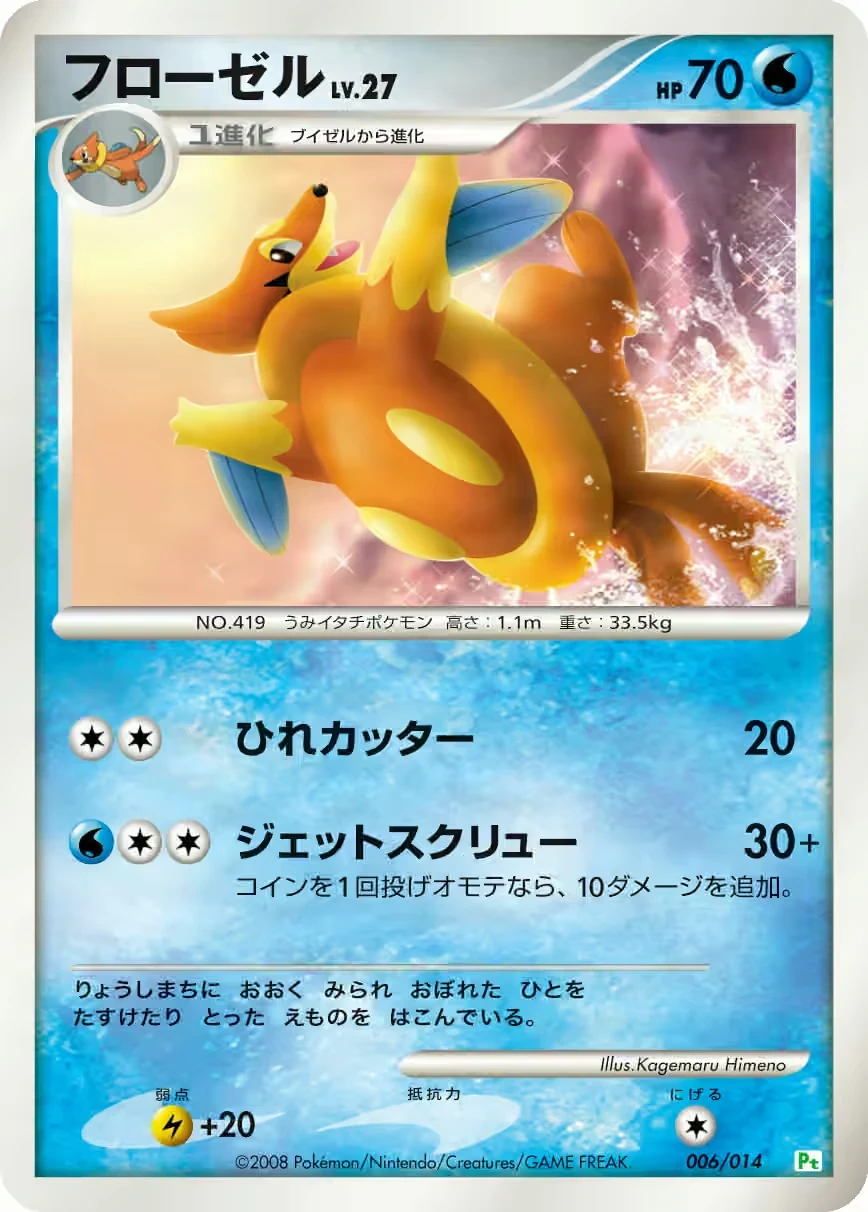 フローゼル LV.27 HP 70
1進化 ブイゼルから進化
NO.419 うみイタチポケモン 高さ:1.1m 重さ:33.5kg
ひれカッター 20
ジェットスクリュー 30+
コインを1回投げオモテなら、10ダメージを追加。
りょうしまちに おおく みられ おぼれた ひとを
たすけたり とった えものを はこんでいる。
Illus.Kagemaru Himeno
弱点 抵抗力 にげる
+20
©2008 Pokémon/Nintendo/Creatures/GAME FREAK. 006/014 Pt